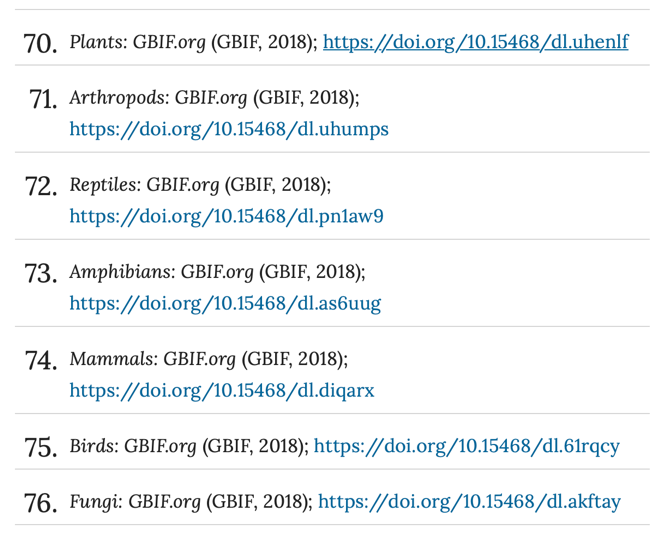 70. Plants: GBIF.org (GBIF, 2018); https://doi.org/10.15468/dl.uhenlf
71. Arthropods: GBIF.org (GBIF, 2018);
https://doi.org/10.15468/dl.uhumps
72. Reptiles: GBIF.org (GBIF, 2018);
https://doi.org/10.15468/dl.pn1aw9
73. Amphibians: GBIF.org (GBIF, 2018);
https://doi.org/10.15468/dl.as6uug
74. Mammals: GBIF.org (GBIF, 2018);
https://doi.org/10.15468/dl.diqarx
75. Birds: GBIF.org (GBIF, 2018); https://doi.org/10.15468/dl.61rqcy
76. Fungi: GBIF.org (GBIF, 2018); https://doi.org/10.15468/dl.akftay